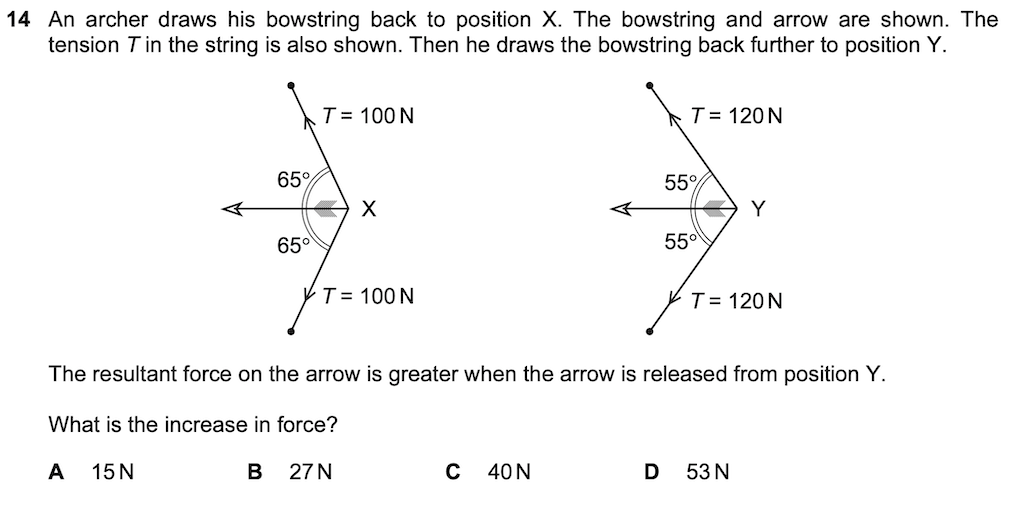 14 An archer draws his bowstring back to position X. The bowstring and arrow are shown. The
tension T in the string is also shown. Then he draws the bowstring back further to position Y.
T = 100 N
T = 120 N
65°
55°
X
Y
65°
55°
T = 100 N
T = 120 N
The resultant force on the arrow is greater when the arrow is released from position Y.
What is the increase in force?
A 15 N B 27 N C 40 N D 53 N